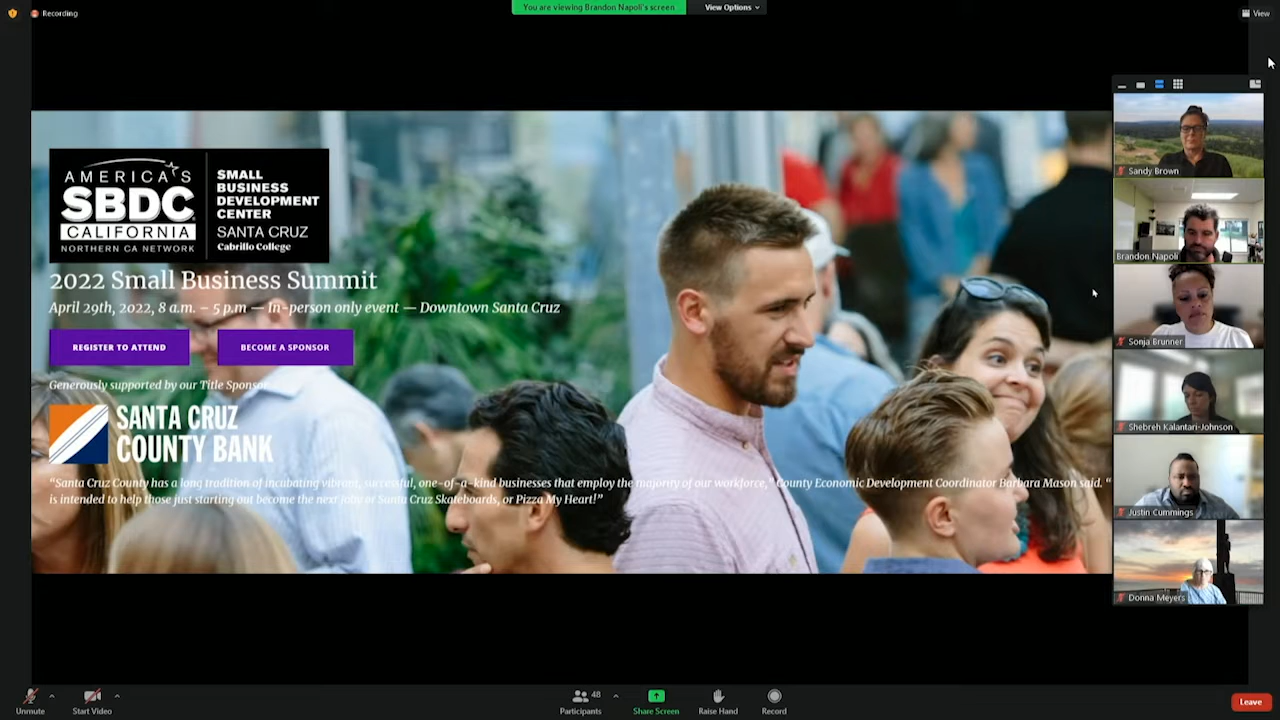 Recording
You are viewing Brandon Napoli's screen
View Options
View
AMERICA'S
SBDC
CALIFORNIA
NORTHERN CA NETWORK
SMALL
BUSINESS
DEVELOPMENT
CENTER
SANTA CRUZ
Cabrillo College
2022 Small Business Summit
April 29th, 2022, 8 a.m. – 5 p.m — In-person only event — Downtown Santa Cruz
REGISTER TO ATTEND
BECOME A SPONSOR
Generously supported by our Title Sponsor
SANTA CRUZ
COUNTY BANK
“Santa Cruz County has a long tradition of incubating vibrant, successful, one-of-a-kind businesses that employ the majority of our workforce,” County Economic Development Coordinator Barbara Mason said. “
is intended to help those just starting out become the next Joby or Santa Cruz Skateboards, or Pizza My Heart!”
Sandy Brown
Brandon Napoli
Sonja Brunner
Shebreh Kalantari-Johnson
Justin Cummings
Donna Meyers
Unmute
Start Video
48
Participants
Share Screen
Raise Hand
Record
Leave